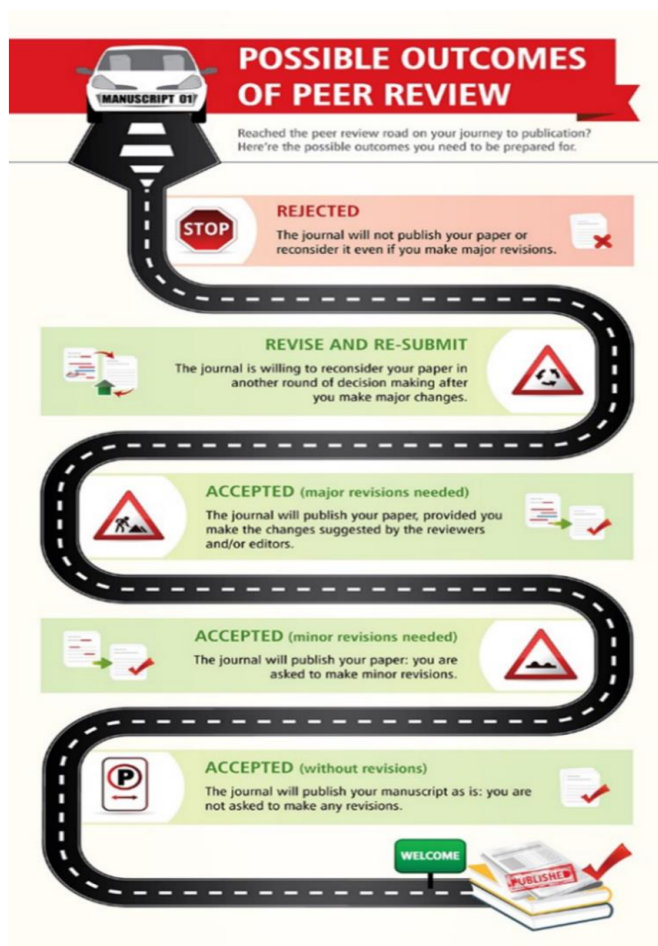 POSSIBLE OUTCOMES
OF PEER REVIEW
MANUSCRIPT 01
Reached the peer review road on your journey to publication?
Here're the possible outcomes you need to be prepared for.
STOP
REJECTED
The journal will not publish your paper or
reconsider it even if you make major revisions.
REVISE AND RE-SUBMIT
The journal is willing to reconsider your paper in
another round of decision making after
you make major changes.
ACCEPTED (major revisions needed)
The journal will publish your paper, provided you
make the changes suggested by the reviewers
and/or editors.
ACCEPTED (minor revisions needed)
The journal will publish your paper: you are
asked to make minor revisions.
P
ACCEPTED (without revisions)
The journal will publish your manuscript as is: you are
not asked to make any revisions.
WELCOME
PUBLISHED